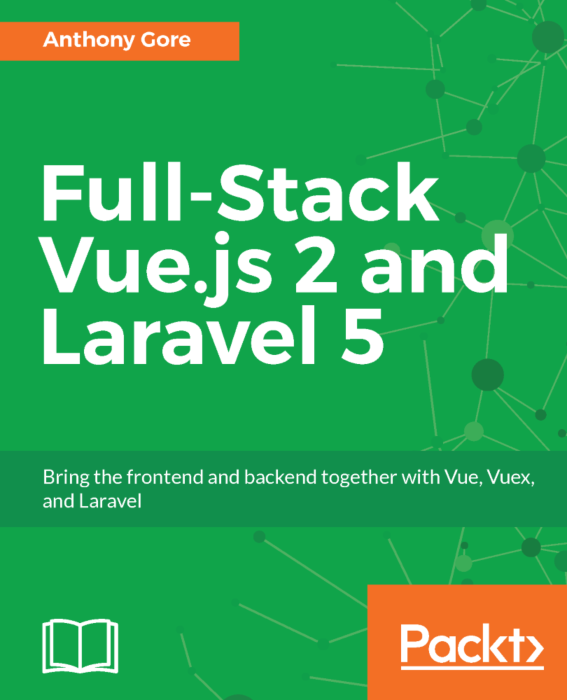 Anthony Gore
Full-Stack
Vue.js 2 and
Laravel 5
Bring the frontend and backend together with Vue, Vuex,
and Laravel
Packt>